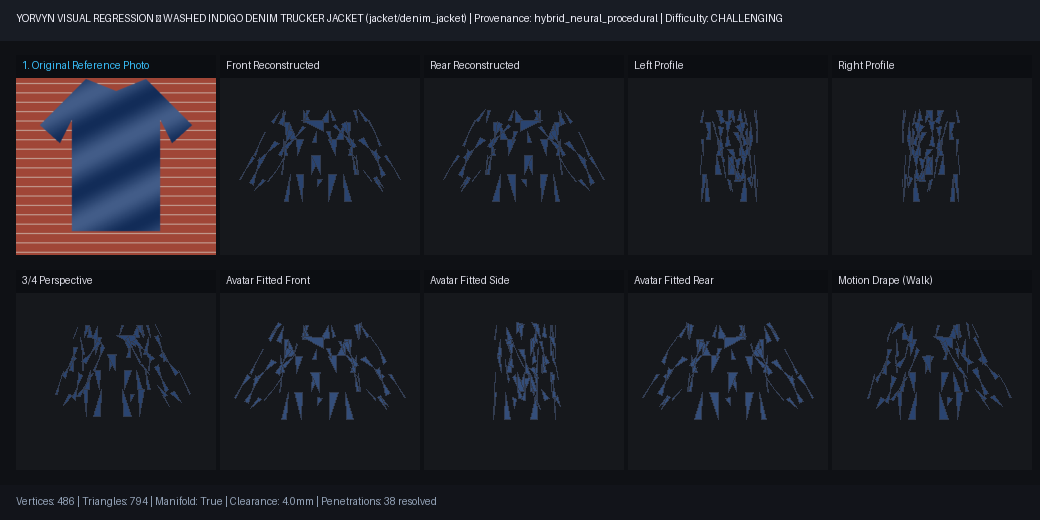 YORVYN VISUAL REGRESSION ▯ WASHED INDIGO DENIM TRUCKER JACKET (jacket/denim_jacket) | Provenance: hybrid_neural_procedural | Difficulty: CHALLENGING
1. Original Reference Photo
Front Reconstructed
Rear Reconstructed
Left Profile
Right Profile
3/4 Perspective
Avatar Fitted Front
Avatar Fitted Side
Avatar Fitted Rear
Motion Drape (Walk)
Vertices: 486 | Triangles: 794 | Manifold: True | Clearance: 4.0mm | Penetrations: 38 resolved